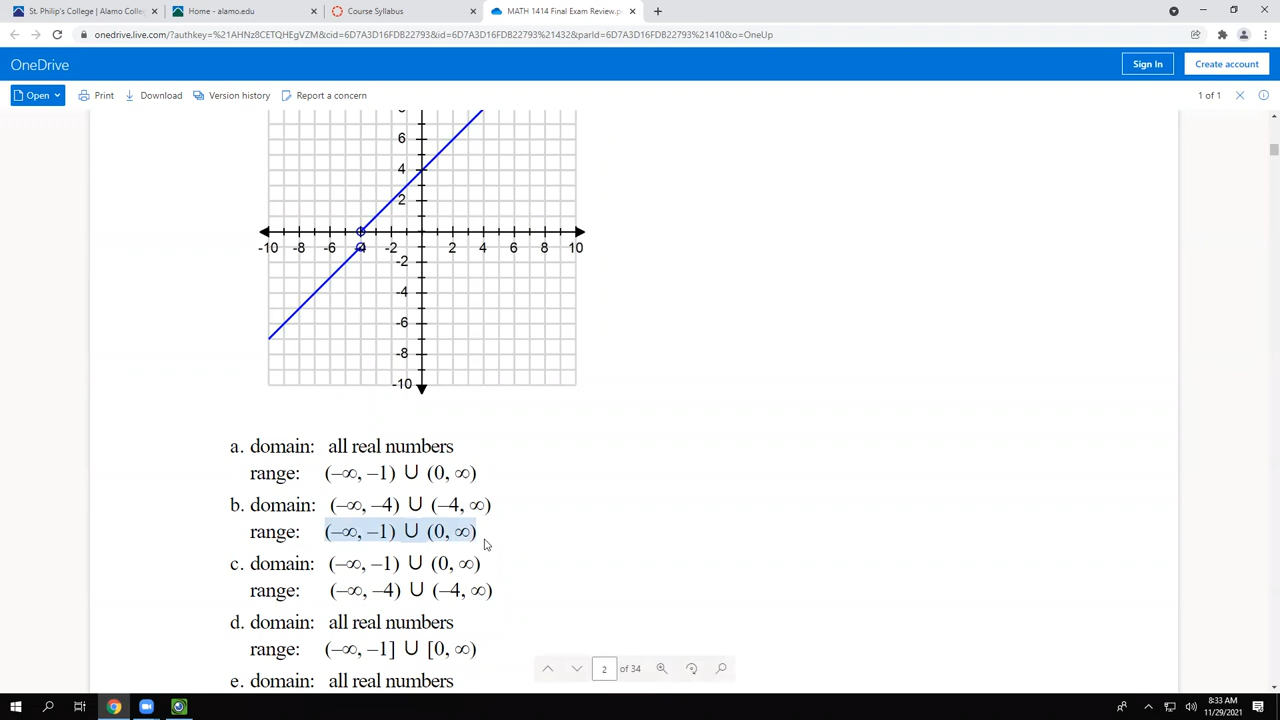 St. Philip's College | Alamo Colle
Home - alamo.edu
Course Syllabus
MATH 1414 Final Exam Review.p
onedrive.live.com/?authkey=%21AHNz8CETQHEgVZM&cid=6D7A3D16FDB22793&id=6D7A3D16FDB22793%21432&parId=6D7A3D16FDB22793%21410&o=OneUp
OneDrive
Sign In
Create account
Open
Print
Download
Version history
Report a concern
1 of 1
6
4
2
-10 -8 -6 -4 -2 2 4 6 8 10
-2
-4
-6
-8
-10
a. domain: all real numbers
range: (–∞, –1) ∪ (0, ∞)
b. domain: (–∞, –4) ∪ (–4, ∞)
range: (–∞, –1) ∪ (0, ∞)
c. domain: (–∞, –1) ∪ (0, ∞)
range: (–∞, –4) ∪ (–4, ∞)
d. domain: all real numbers
range: (–∞, –1] ∪ [0, ∞)
2 of 34
e. domain: all real numbers
8:33 AM
11/29/2021